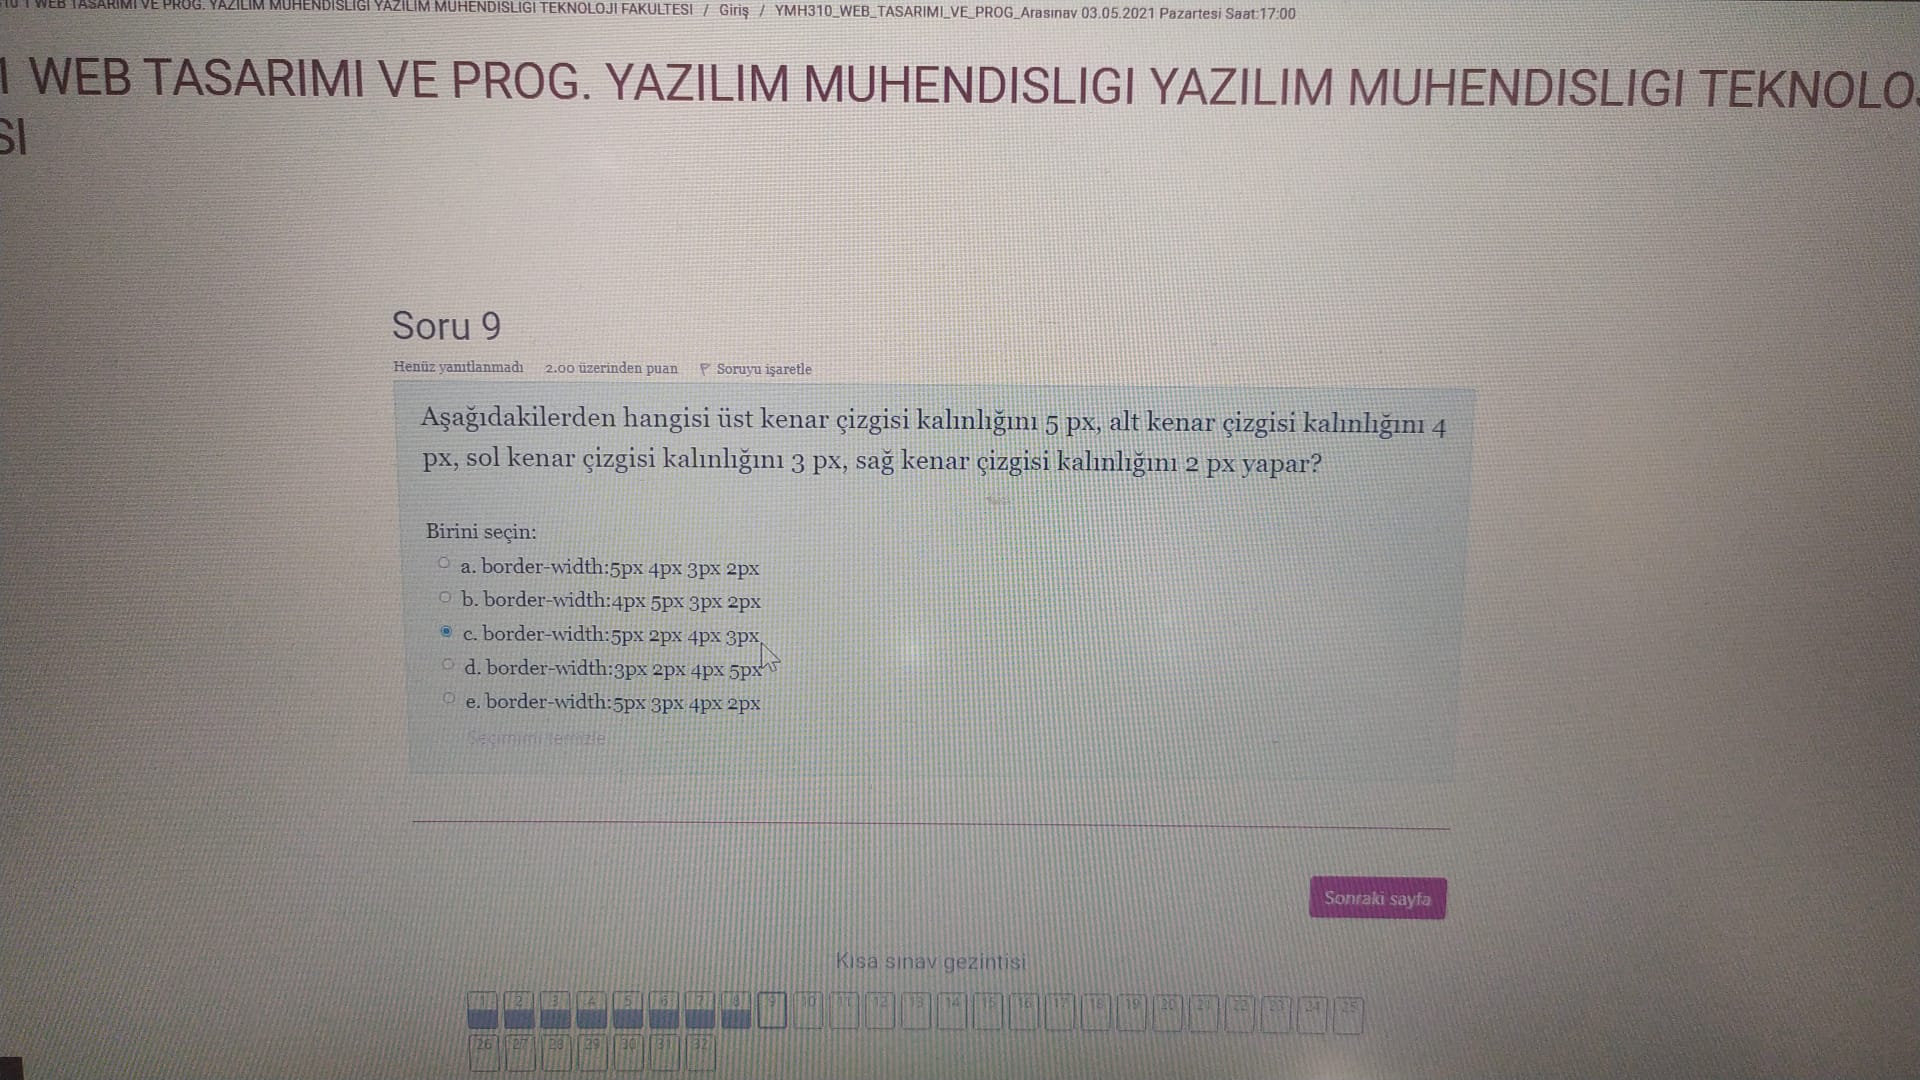 1 WEB TASARIMI VE PROG. YAZILIM MUHENDISLIGI YAZILIM MUHENDISLIGI TEKNOLOJI FAKULTESI / Giriş / YMH310_WEB_TASARIMI_VE_PROG_Arasınav 03.05.2021 Pazartesi Saat:17:00
1 WEB TASARIMI VE PROG. YAZILIM MUHENDISLIGI YAZILIM MUHENDISLIGI TEKNOLOJ
SI
Soru 9
Henüz yanıtlanmadı 2.00 üzerinden puan Soruyu işaretle
Aşağıdakilerden hangisi üst kenar çizgisi kalınlığını 5 px, alt kenar çizgisi kalınlığını 4
px, sol kenar çizgisi kalınlığını 3 px, sağ kenar çizgisi kalınlığını 2 px yapar?
Birini seçin:
a. border-width:5px 4px 3px 2px
b. border-width:4px 5px 3px 2px
c. border-width:5px 2px 4px 3px
d. border-width:3px 2px 4px 5px
e. border-width:5px 3px 4px 2px
Seçimimi temizle
Sonraki sayfa
Kısa sınav gezintisi
1 2 3 4 5 6 7 8 9 10 11 12 13 14 15 16 17 18 19 20 21 22 23 24 25
26 27 28 29 30 31 32